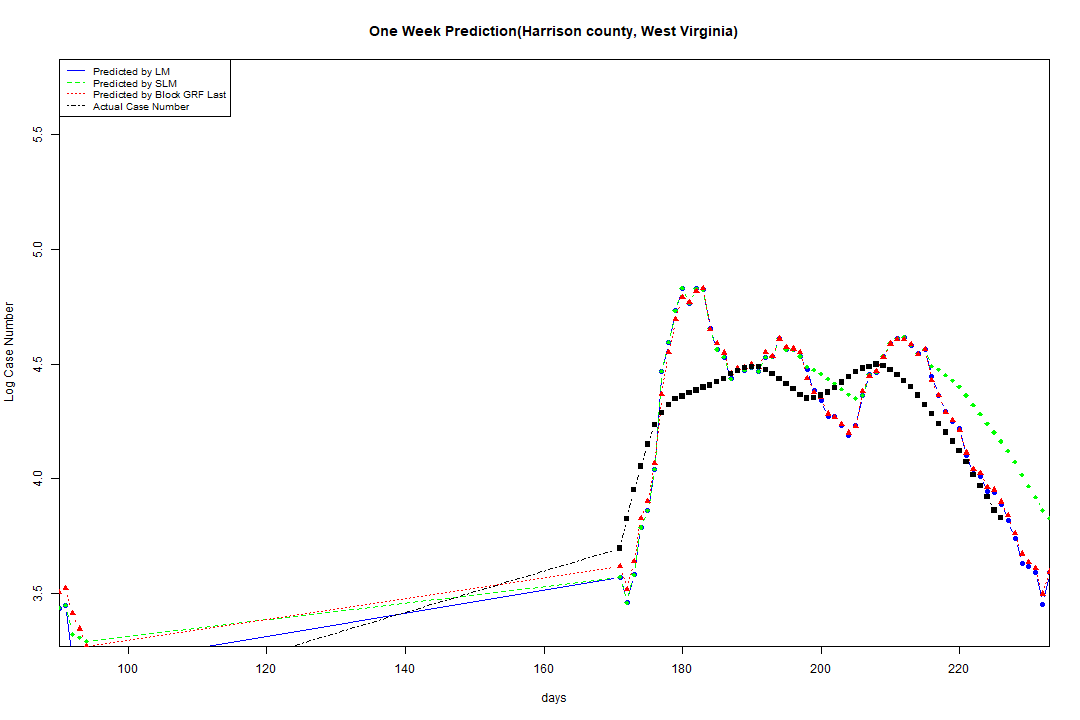 One Week Prediction(Harrison county, West Virginia)
Predicted by LM
Predicted by SLM
Predicted by Block GRF Last
Actual Case Number
5.5
5.0
4.5
4.0
3.5
Log Case Number
100 120 140 160 180 200 220
days